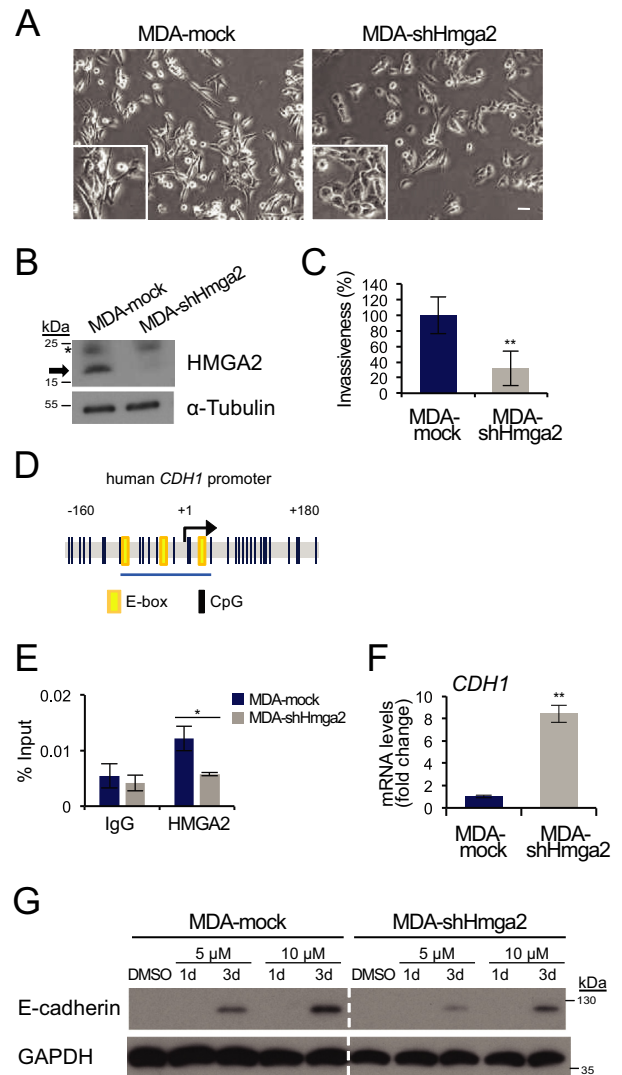 A
MDA-mock
MDA-shHmga2
B
MDA-mock
MDA-shHmga2
kDa
25
*
15
55
HMGA2
α-Tubulin
C
Invassiveness (%)
140
120
100
80
60
40
20
0
**
MDA-
mock
MDA-
shHmga2
D
human CDH1 promoter
-160
+1
+180
E-box
CpG
E
% Input
0.02
0.01
0
*
MDA-mock
MDA-shHmga2
IgG
HMGA2
F
CDH1
mRNA levels
(fold change)
10
8
6
4
2
0
**
MDA-
mock
MDA-
shHmga2
G
MDA-mock
MDA-shHmga2
5 μM
10 μM
5 μM
10 μM
DMSO 1d 3d 1d 3d DMSO 1d 3d 1d 3d
kDa
E-cadherin
130
GAPDH
35